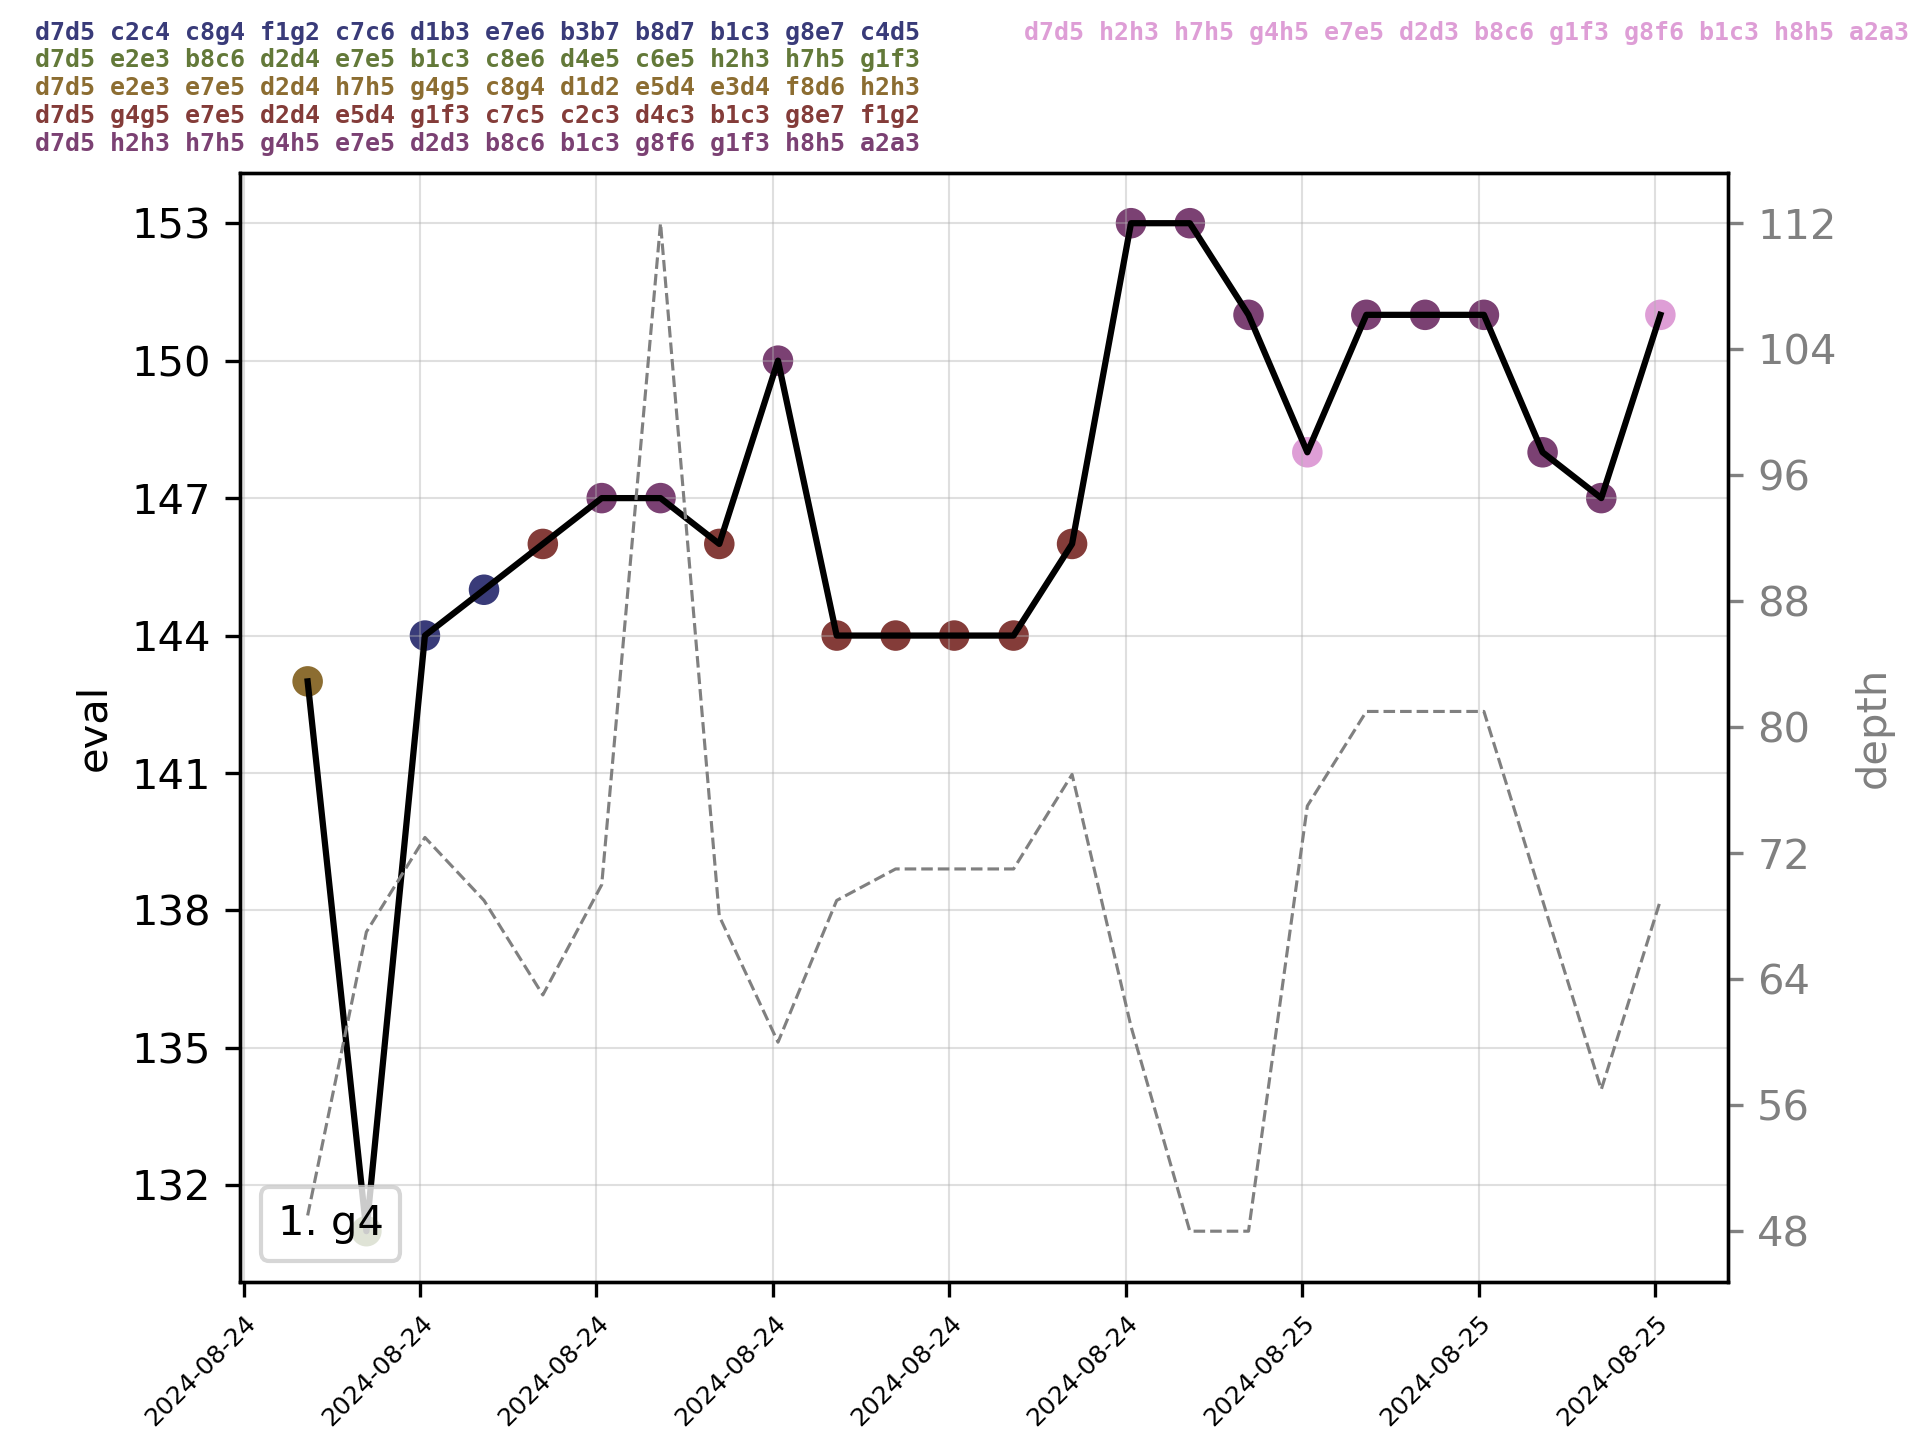 d7d5 c2c4 c8g4 f1g2 c7c6 d1b3 e7e6 b3b7 b8d7 b1c3 g8e7 c4d5
d7d5 e2e3 b8c6 d2d4 e7e5 b1c3 c8e6 d4e5 c6e5 h2h3 h7h5 g1f3
d7d5 e2e3 e7e5 d2d4 h7h5 g4g5 c8g4 d1d2 e5d4 e3d4 f8d6 h2h3
d7d5 g4g5 e7e5 d2d4 e5d4 g1f3 c7c5 c2c3 d4c3 b1c3 g8e7 f1g2
d7d5 h2h3 h7h5 g4h5 e7e5 d2d3 b8c6 b1c3 g8f6 g1f3 h8h5 a2a3
d7d5 h2h3 h7h5 g4h5 e7e5 d2d3 b8c6 g1f3 g8f6 b1c3 h8h5 a2a3
153
150
147
144
141
138
135
132
eval
112
104
96
88
80
72
64
56
48
depth
1. g4
2024-08-24
2024-08-24
2024-08-24
2024-08-24
2024-08-24
2024-08-24
2024-08-25
2024-08-25
2024-08-25